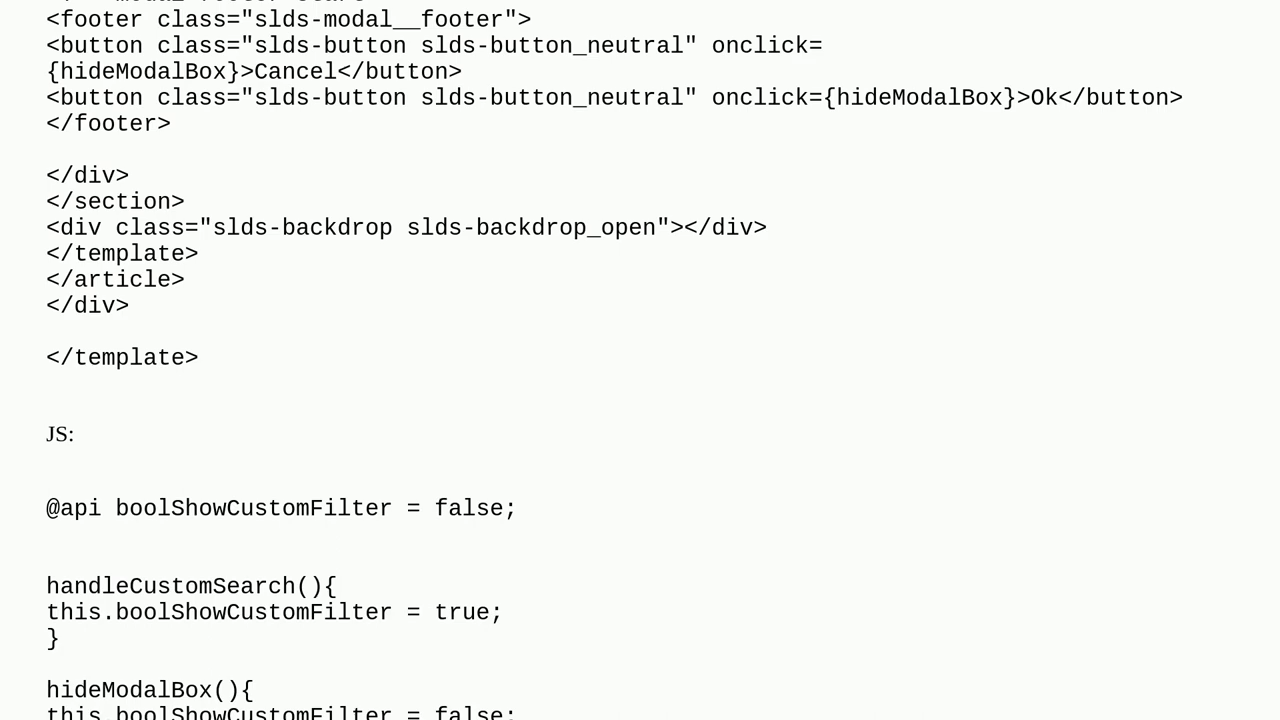 <footer class="slds-modal__footer">
<button class="slds-button slds-button_neutral" onclick=
{hideModalBox}>Cancel</button>
<button class="slds-button slds-button_neutral" onclick={hideModalBox}>Ok</button>
</footer>
</div>
</section>
<div class="slds-backdrop slds-backdrop_open"></div>
</template>
</article>
</div>
</template>
JS:
@api boolShowCustomFilter = false;
handleCustomSearch(){
this.boolShowCustomFilter = true;
}
hideModalBox(){
this.boolShowCustomFilter = false;